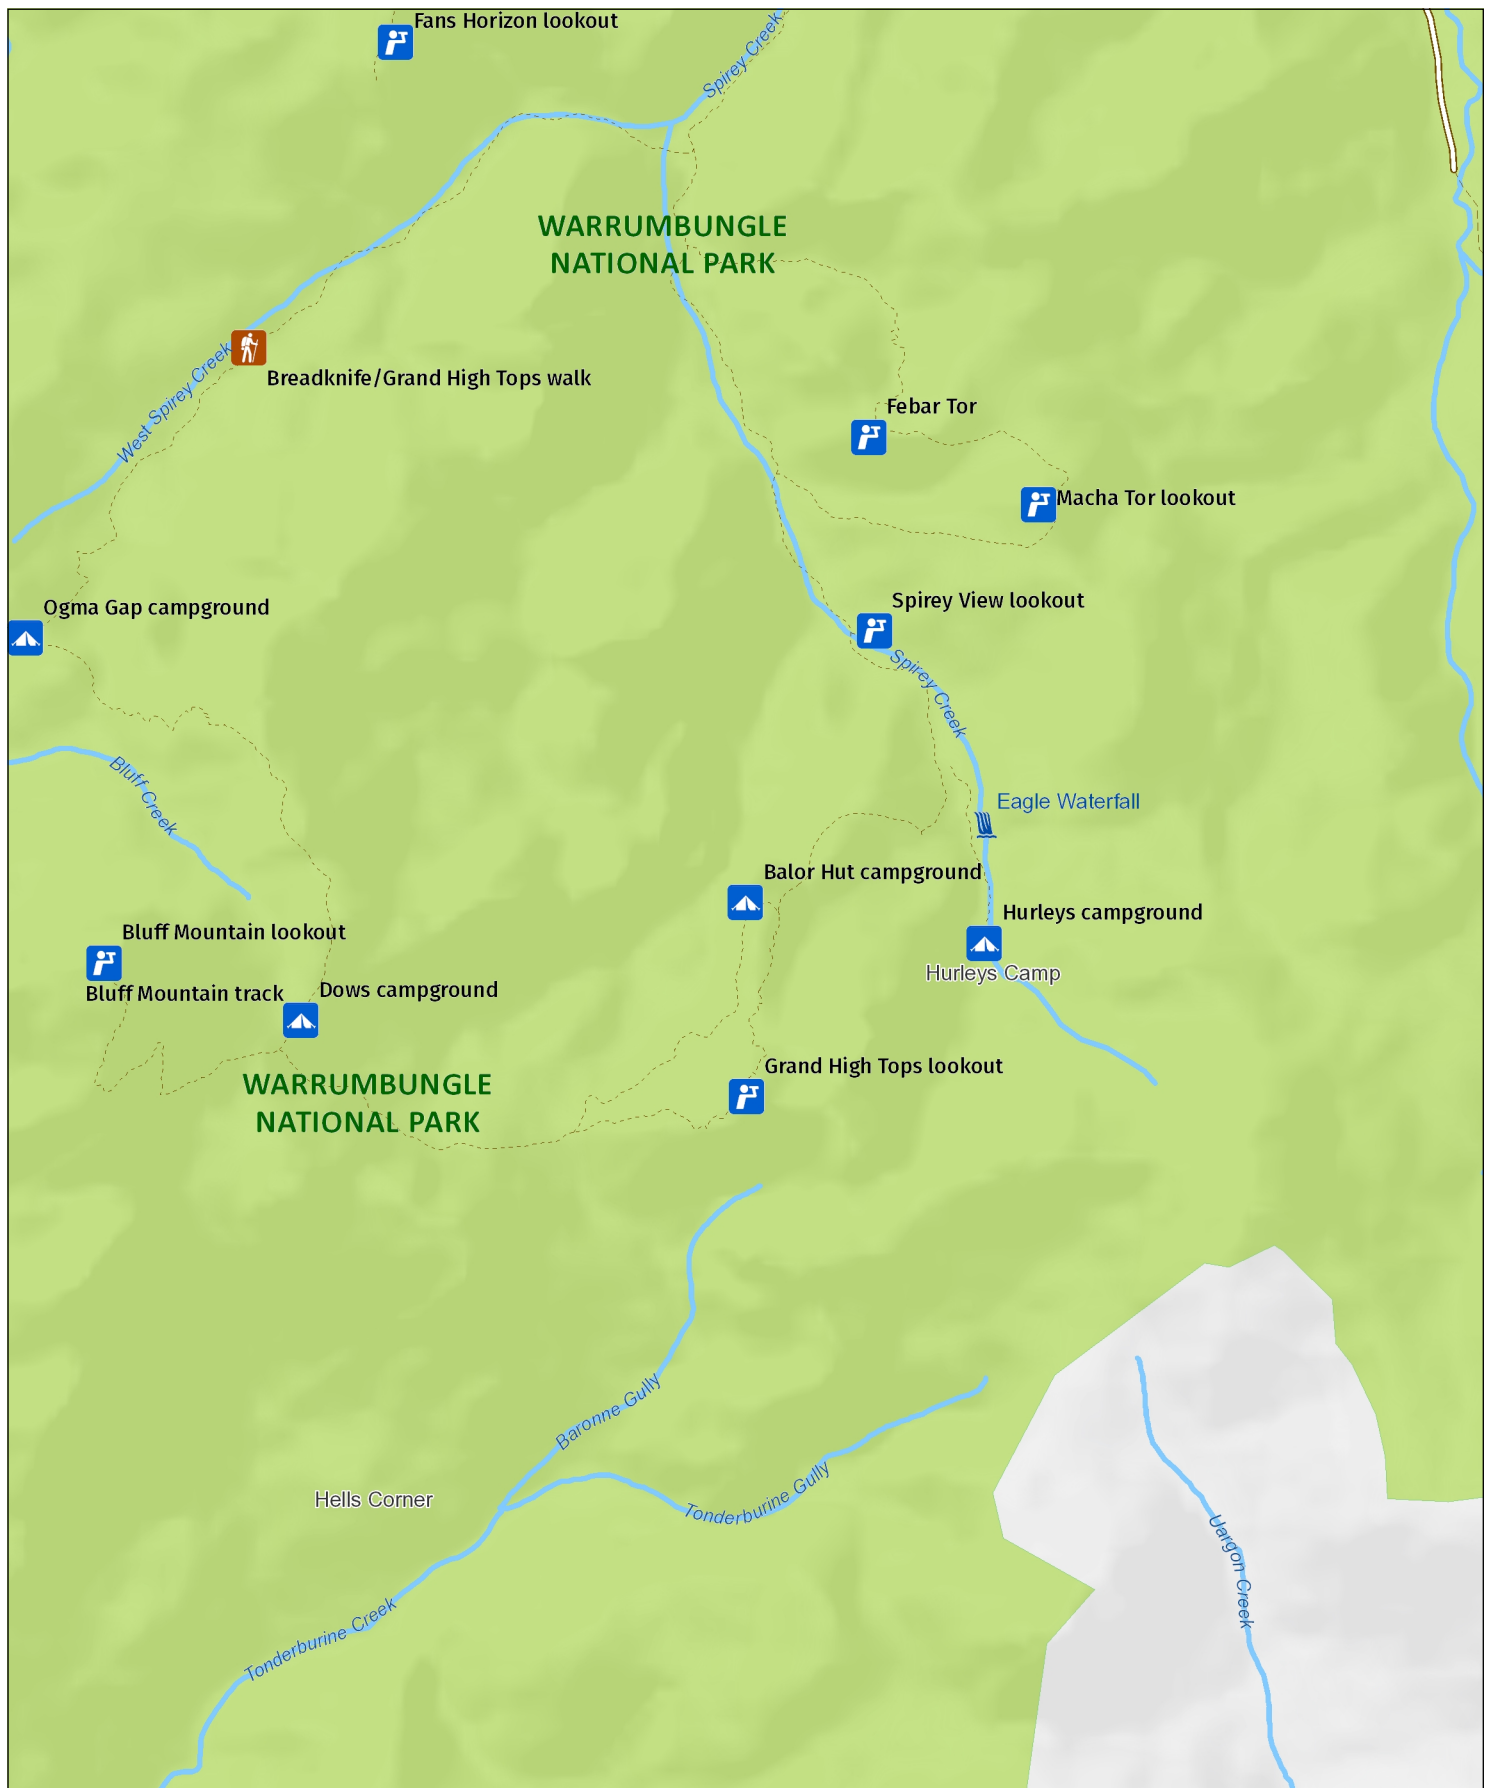 Fans Horizon lookout
Spirey Creek
WARRUMBUNGLE
NATIONAL PARK
West Spirey Creek
Breadknife/Grand High Tops walk
Febar Tor
Macha Tor lookout
Spirey View lookout
Ogma Gap campground
Spirey Creek
Bluff Creek
Eagle Waterfall
Balor Hut campground
Hurleys campground
Hurleys Camp
Bluff Mountain lookout
Bluff Mountain track
Dows campground
Grand High Tops lookout
WARRUMBUNGLE
NATIONAL PARK
Baronne Gully
Tonderburine Gully
Hells Corner
Uargon Creek
Tonderburine Creek